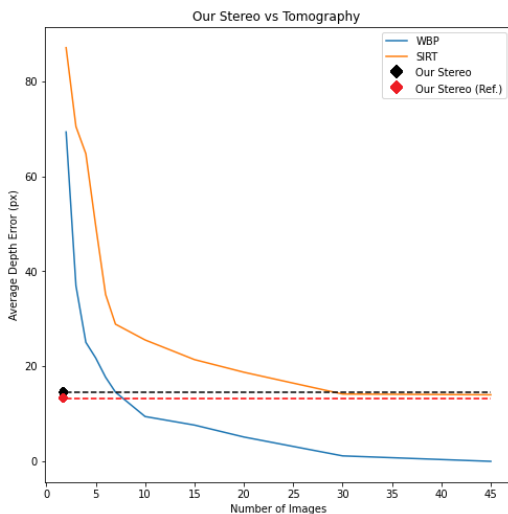 Our Stereo vs Tomography
WBP
SIRT
Our Stereo
Our Stereo (Ref.)
Average Depth Error (px)
80
60
40
20
0
0 5 10 15 20 25 30 35 40 45
Number of Images